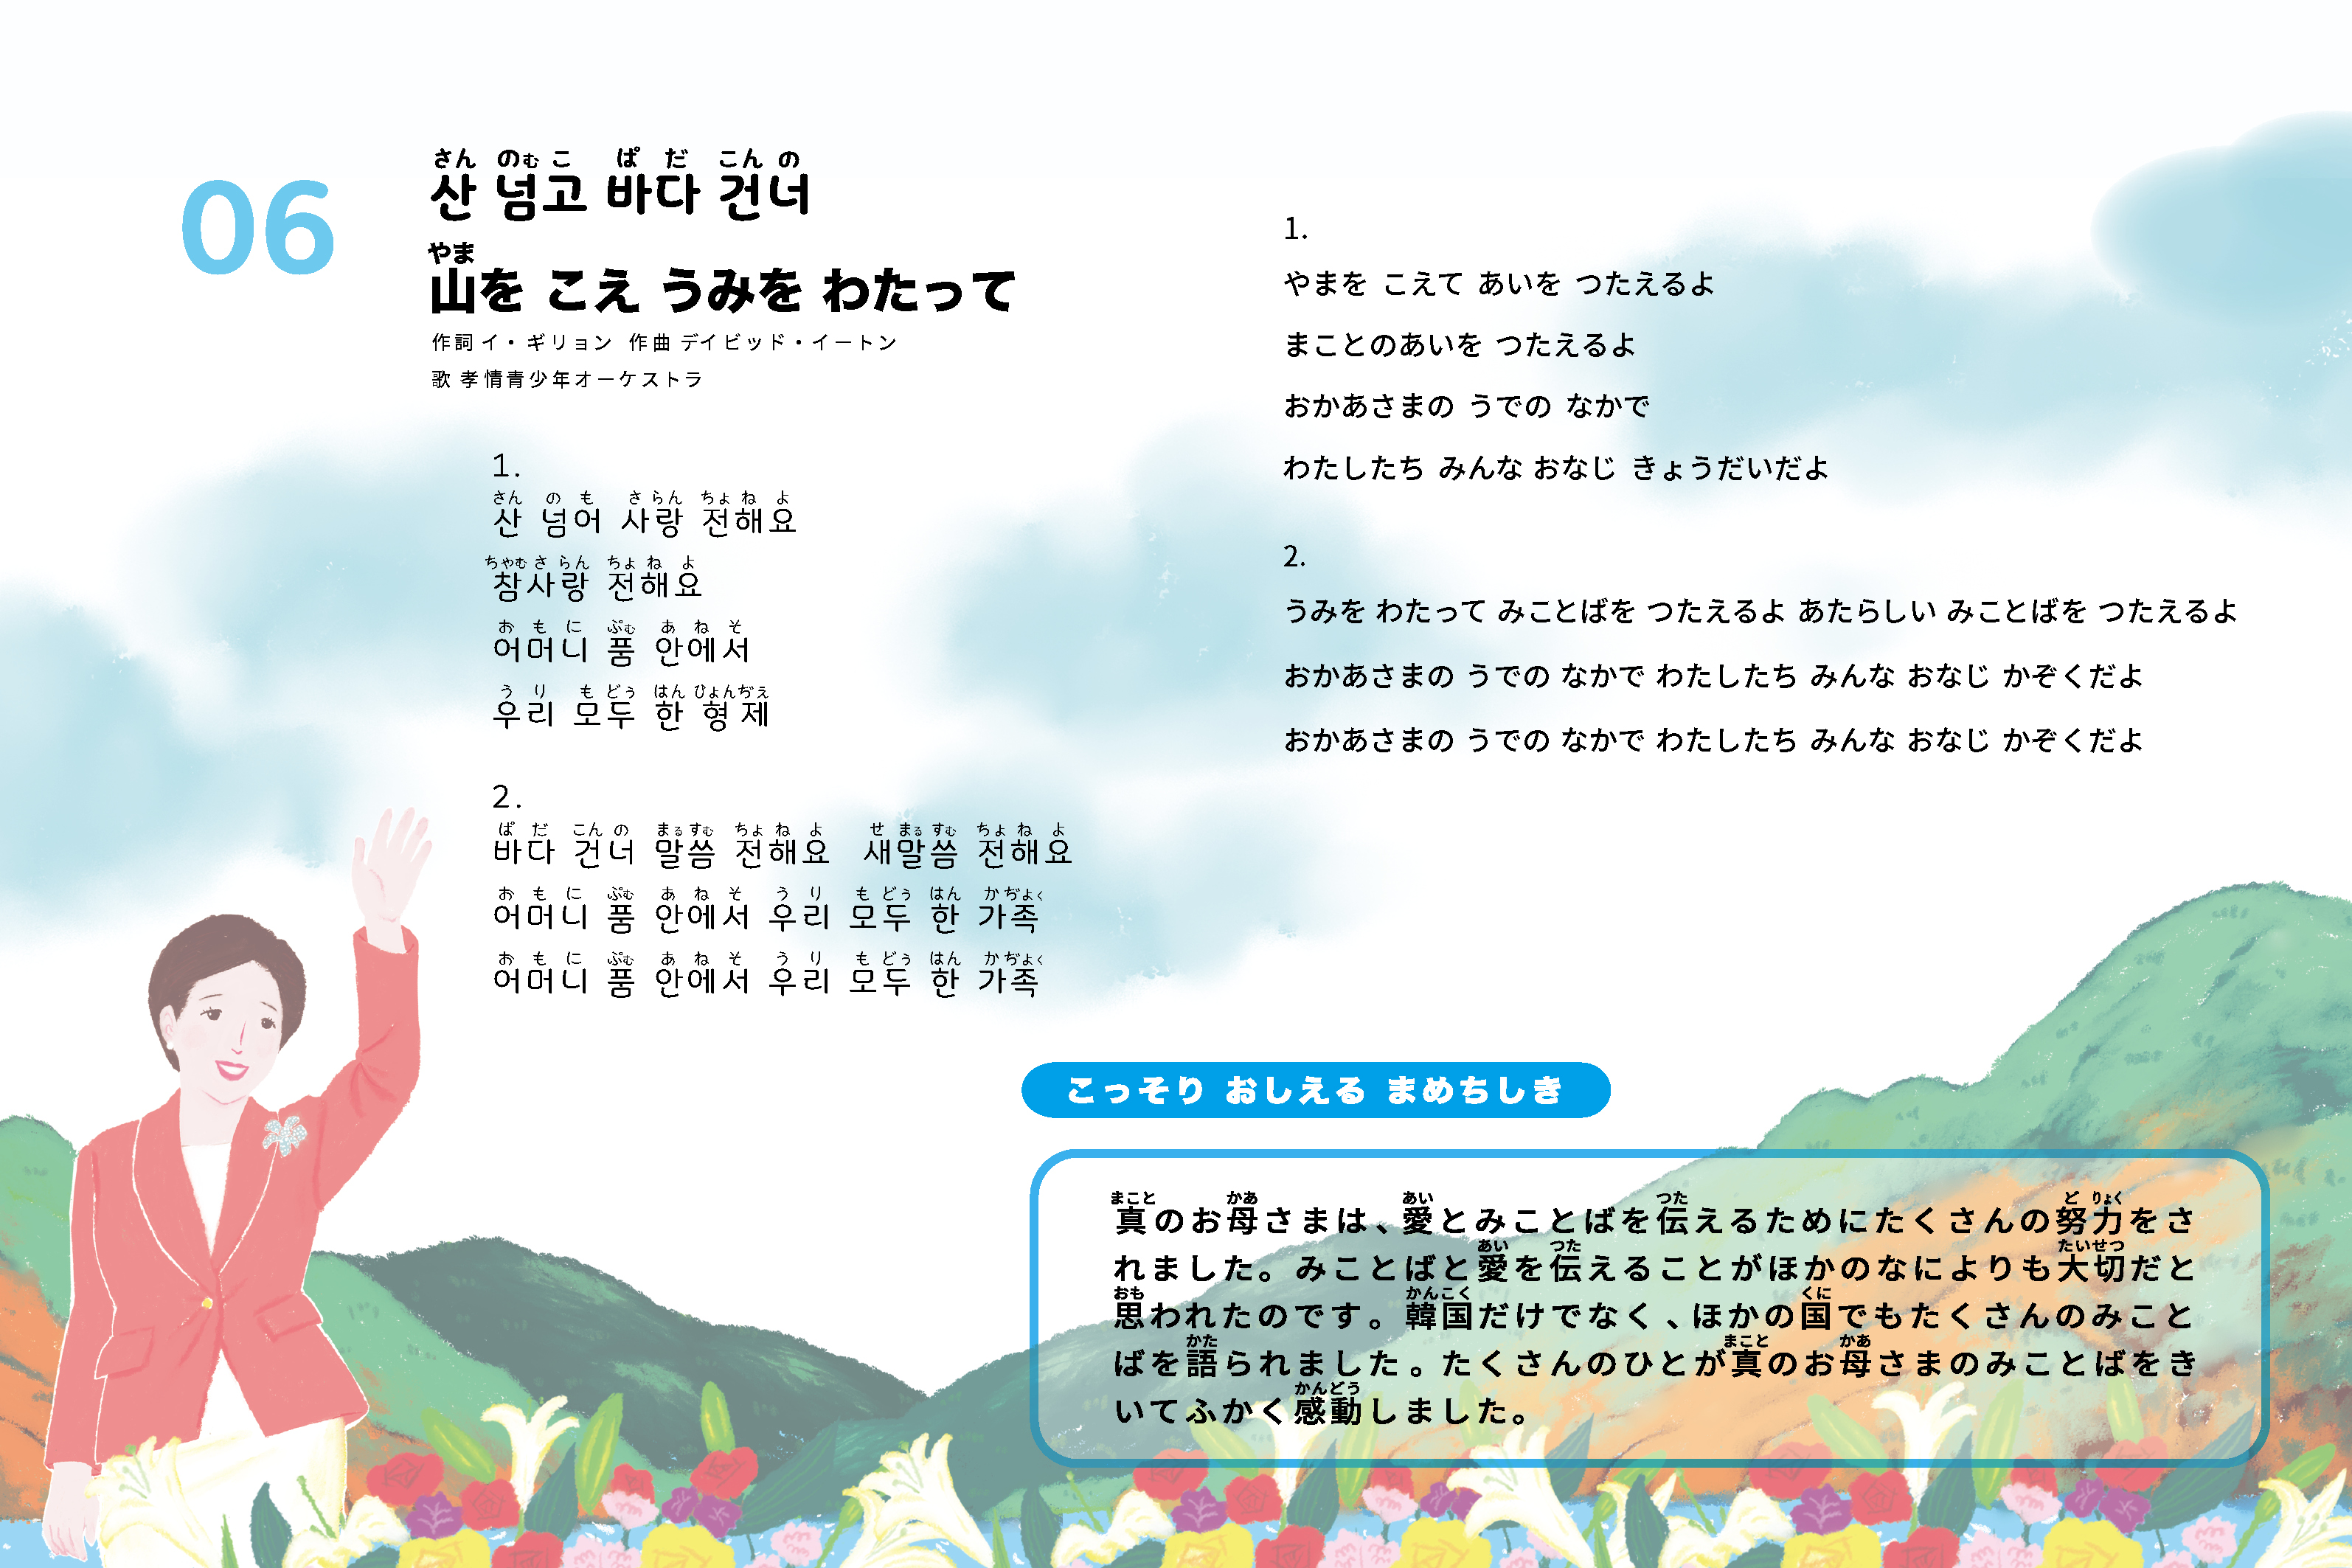 06
さん のむ こ ぱ だ こん の
산 넘고 바다 건너
やま
山を こえ うみを わたって
作詞 イ・ギリョン 作曲 デイビッド・イートン
歌 孝情青少年オーケストラ
1.
さん の も さ らん ちょ ね よ
산 넘어 사랑 전해요
ちゃむ さ らん ちょ ね よ
참사랑 전해요
お も に ぷむ あ ね そ
어머니 품 안에서
う り も どぅ はん ひょんぢぇ
우리 모두 한 형제
2.
ぱ だ こん の まる すむ ちょ ね よ せ まる すむ ちょ ね よ
바다 건너 말씀 전해요 새말씀 전해요
お も に ぷむ あ ね そ う り も どぅ はん か ぢょく
어머니 품 안에서 우리 모두 한 가족
お も に ぷむ あ ね そ う り も どぅ はん か ぢょく
어머니 품 안에서 우리 모두 한 가족
1.
やまを こえて あいを つたえるよ
まことのあいを つたえるよ
おかあさまの うでの なかで
わたしたち みんな おなじ きょうだいだよ
2.
うみを わたって みことばを つたえるよ あたらしい みことばを つたえるよ
おかあさまの うでの なかで わたしたち みんな おなじ かぞくだよ
おかあさまの うでの なかで わたしたち みんな おなじ かぞくだよ
こっそり おしえる まめちしき
まこと かあ あい つた ど りょく
真のお母さまは、愛とみことばを伝えるためにたくさんの努力をさ
あい つた たいせつ
れました。みことばと愛を伝えることがほかのなによりも大切だと
おも かんこく くに
思われたのです。韓国だけでなく、ほかの国でもたくさんのみこと
かた まこと かあ
ばを語られました。たくさんのひとが真のお母さまのみことばをき
かんどう
いてふかく感動しました。